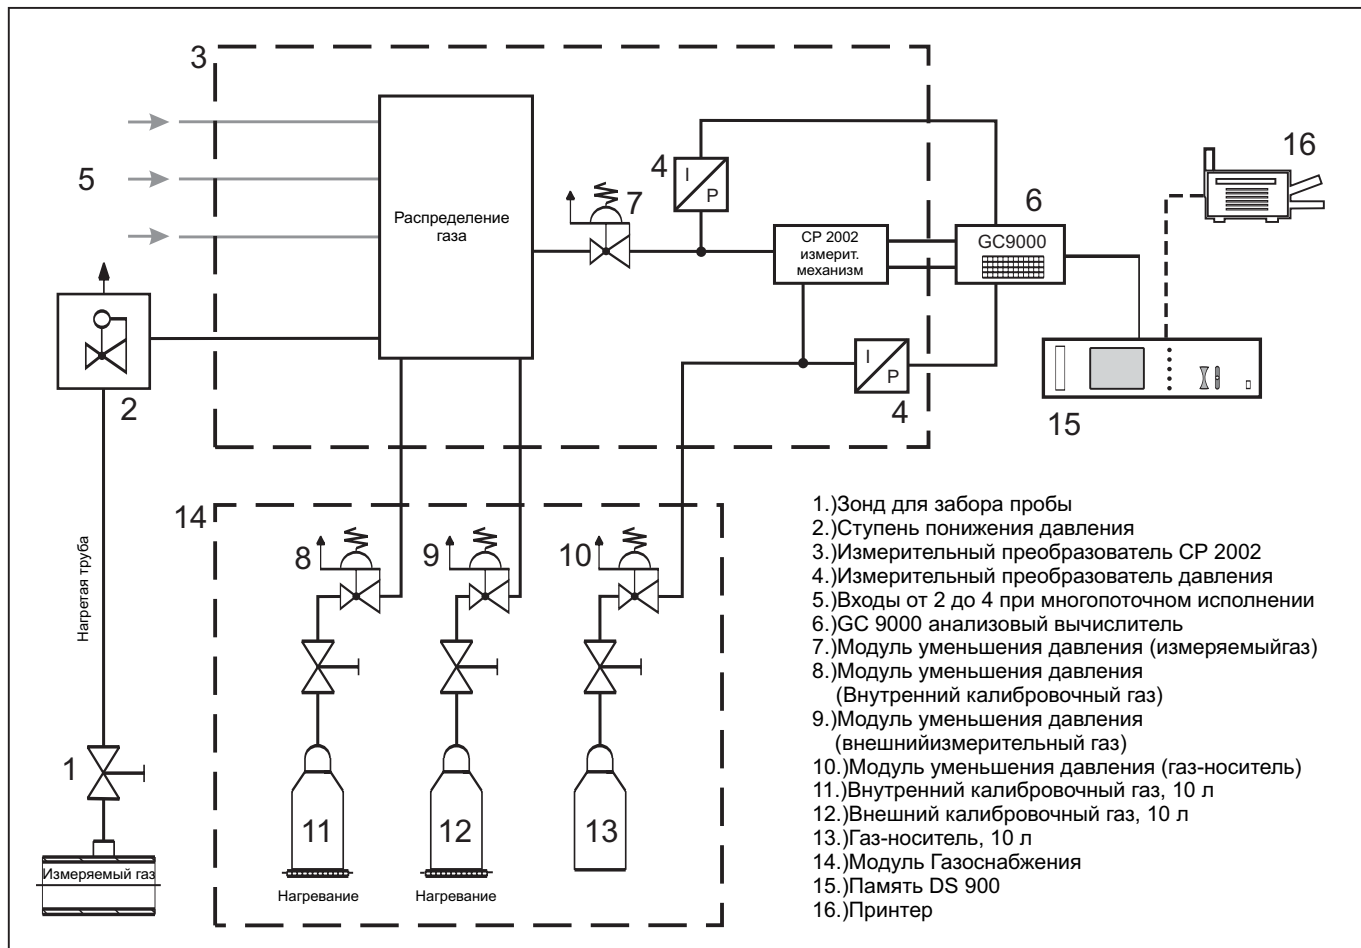 3
5
Распределение
газа
4
I
P
7
6
16
CP 2002
измерит.
механизм
GC9000
I
P
4
2
15
14
8
9
10
Нагретая труба
1
11
12
13
Измеряемый газ
Нагревание
Нагревание
1.)Зонд для забора пробы
2.)Ступень понижения давления
3.)Измерительный преобразователь CP 2002
4.)Измерительный преобразователь давления
5.)Входы от 2 до 4 при многопоточном исполнении
6.)GC 9000 анализовый вычислитель
7.)Модуль уменьшения давления (измеряемыйгаз)
8.)Модуль уменьшения давления
(Внутренний калибровочный газ)
9.)Модуль уменьшения давления
(внешнийизмерительный газ)
10.)Модуль уменьшения давления (газ-носитель)
11.)Внутренний калибровочный газ, 10 л
12.)Внешний калибровочный газ, 10 л
13.)Газ-носитель, 10 л
14.)Модуль Газоснабжения
15.)Память DS 900
16.)Принтер